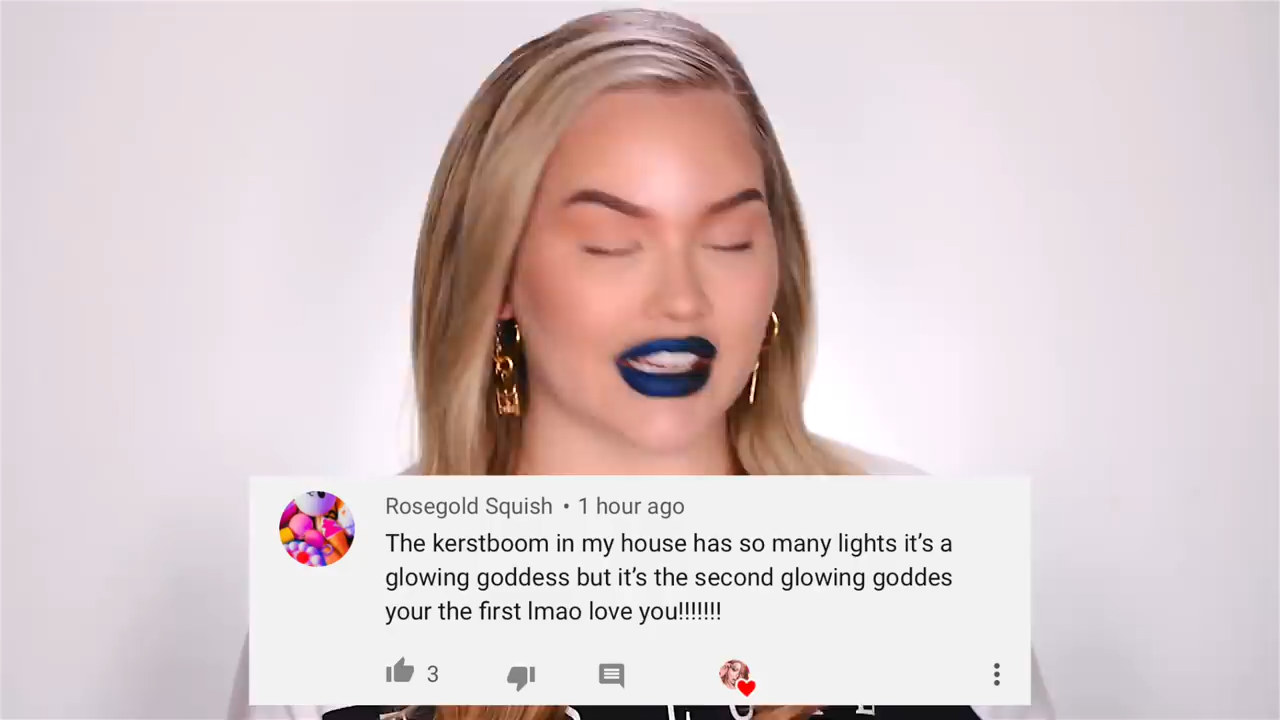 Rosegold Squish • 1 hour ago
The kerstboom in my house has so many lights it’s a
glowing goddess but it’s the second glowing goddes
your the first lmao love you!!!!!!!
3